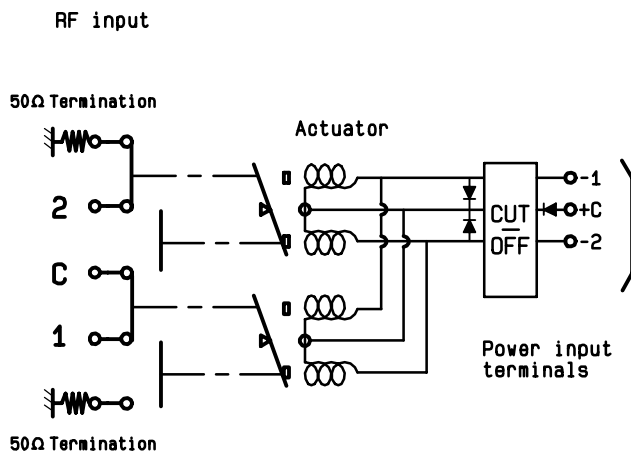 RF input
50Ω Termination
Actuator
-1
2
+C
CUT
OFF
-2
C
1
Power input
terminals
50Ω Termination